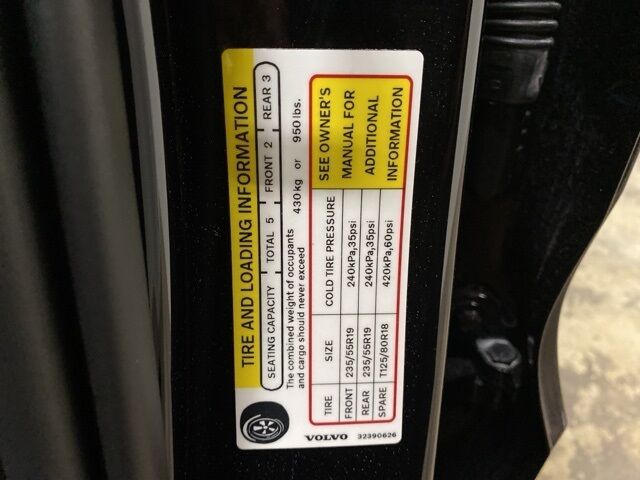 TIRE AND LOADING INFORMATION
SEATING CAPACITY TOTAL 5 FRONT 2 REAR 3
The combined weight of occupants
and cargo should never exceed 430kg or 950lbs.
TIRE SIZE COLD TIRE PRESSURE
FRONT 235/55R19 240kPa,35psi
REAR 235/55R19 240kPa,35psi
SPARE T125/80R18 420kPa,60psi
SEE OWNER'S
MANUAL FOR
ADDITIONAL
INFORMATION
VOLVO 32390626